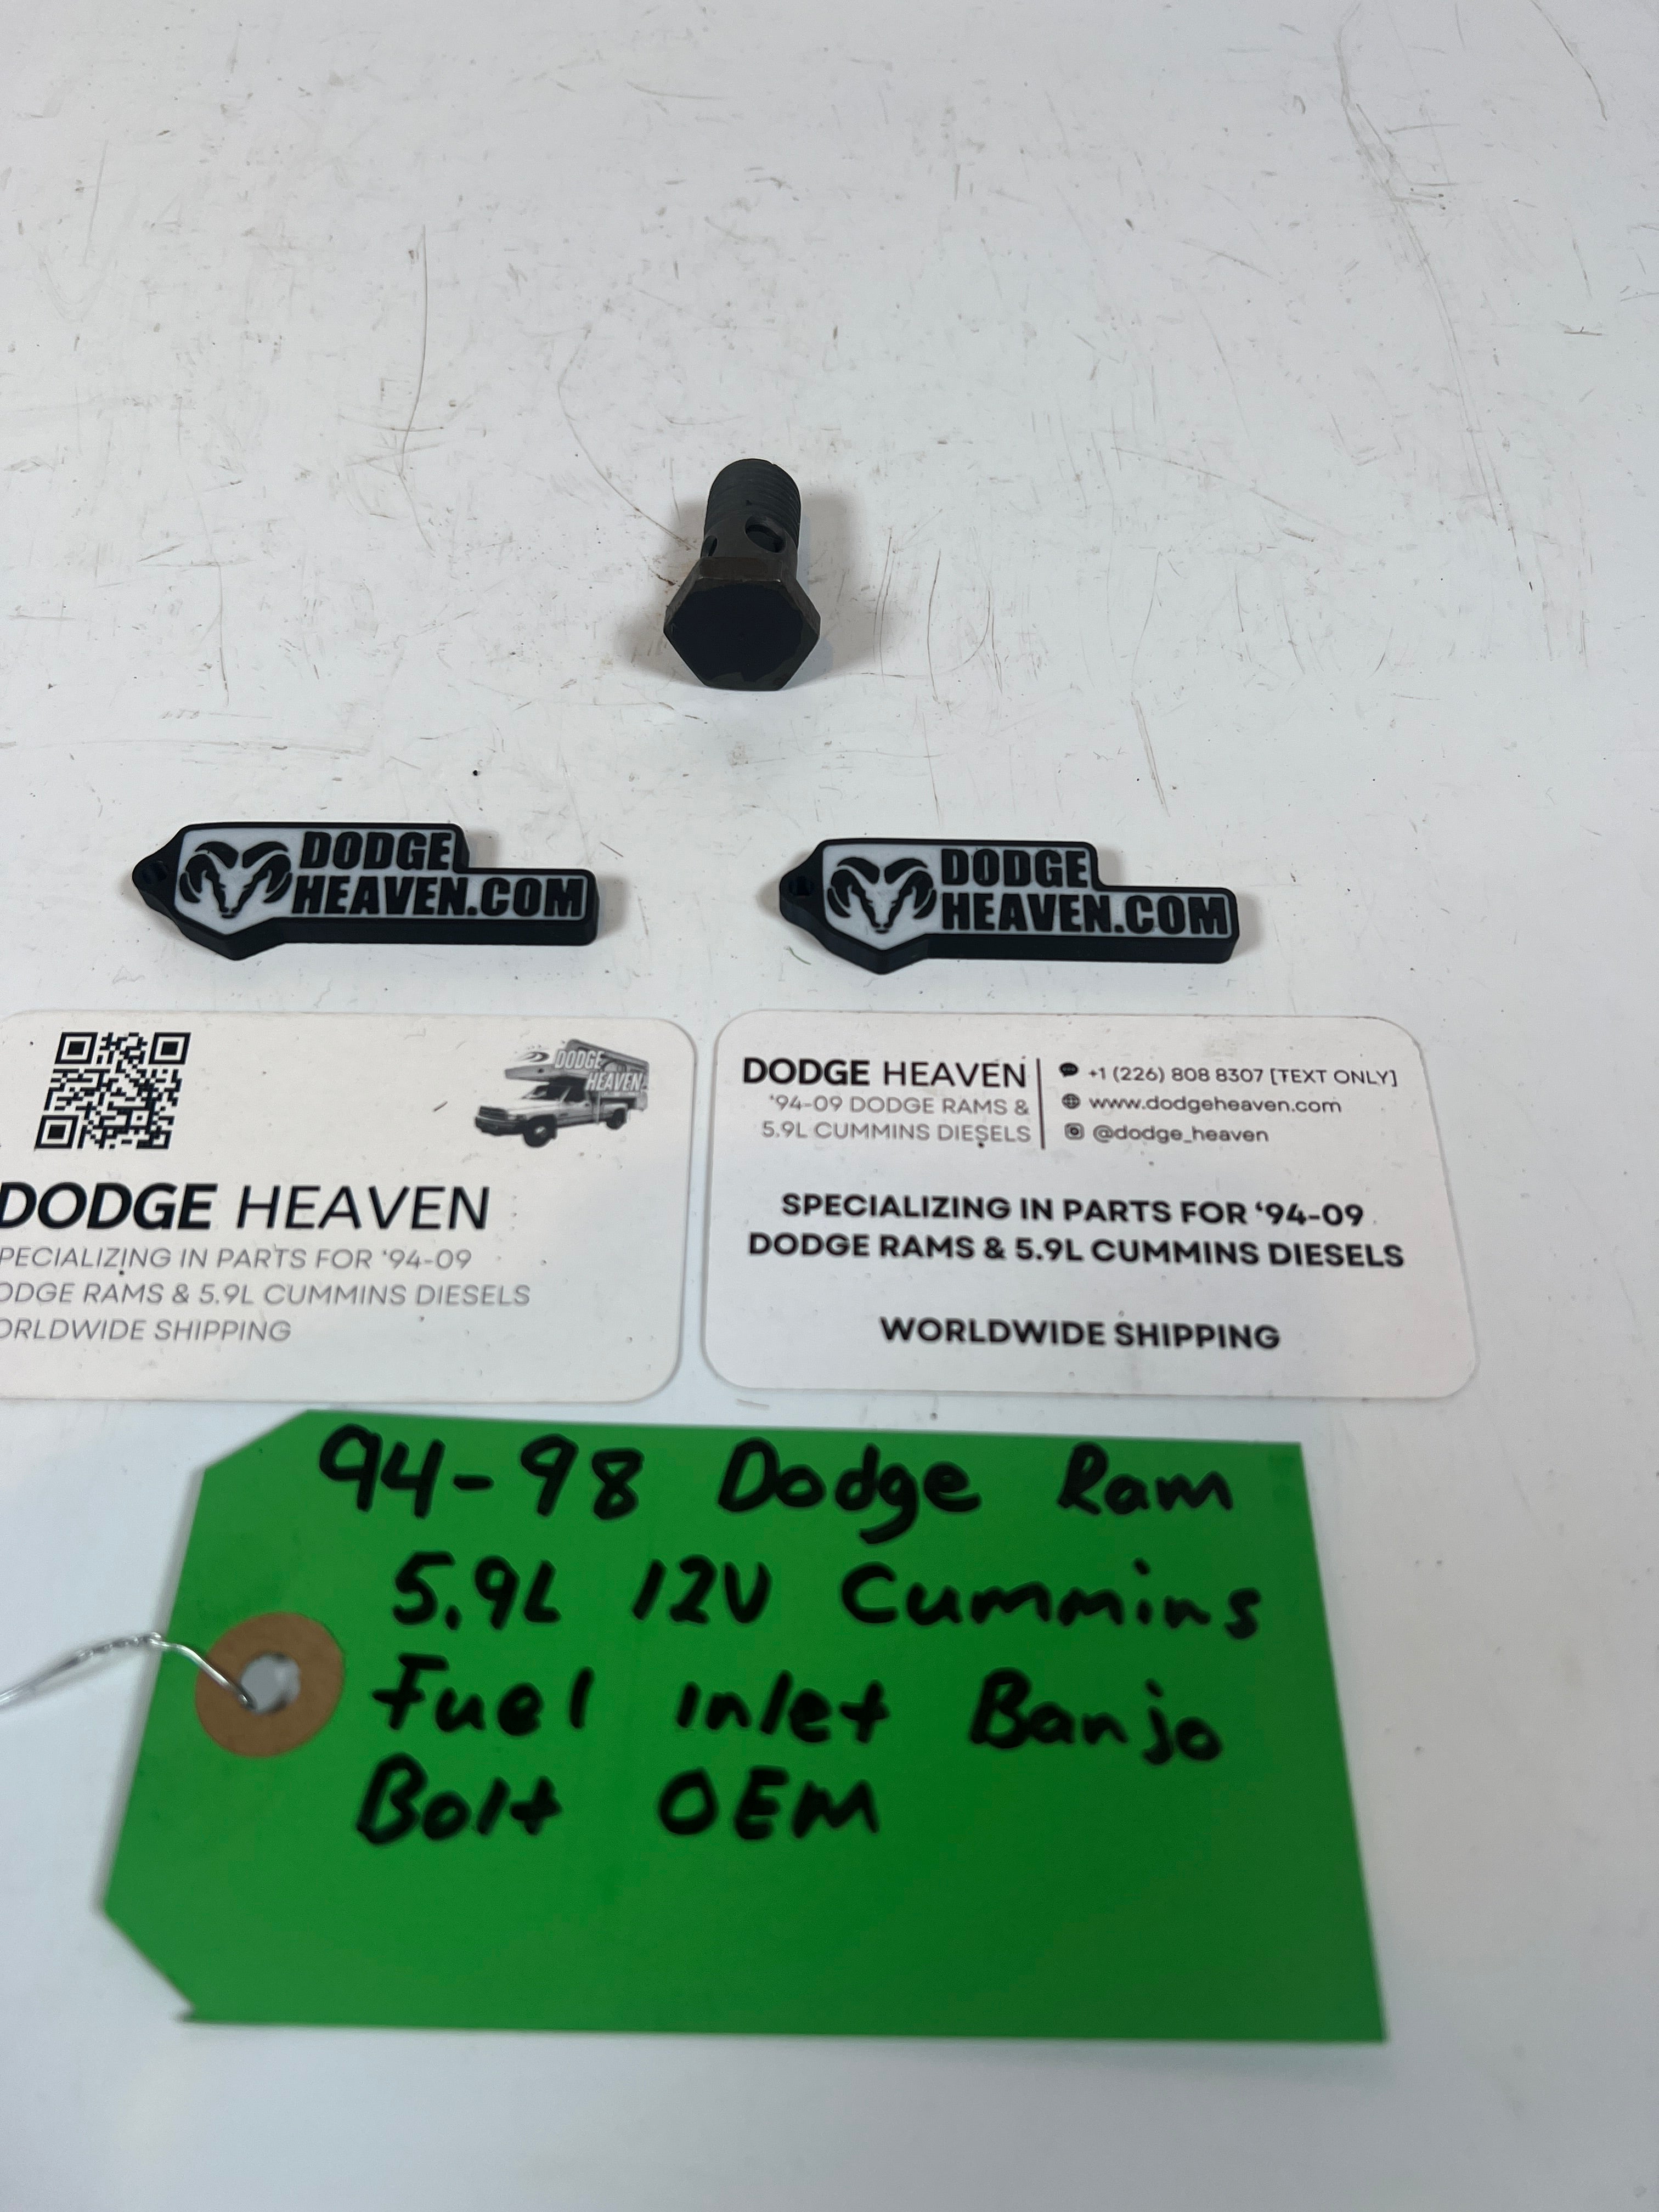 DODGE
HEAVEN.COM
DODGE
HEAVEN.COM
DODGE
HEAVEN
DODGE HEAVEN
PECIALIZING IN PARTS FOR ‘94-09
ODGE RAMS & 5.9L CUMMINS DIESELS
ORLDWIDE SHIPPING
DODGE HEAVEN
‘94-09 DODGE RAMS &
5.9L CUMMINS DIESELS
+1 (226) 808 8307 [TEXT ONLY]
www.dodgeheaven.com
@dodge_heaven
SPECIALIZING IN PARTS FOR ‘94-09
DODGE RAMS & 5.9L CUMMINS DIESELS
WORLDWIDE SHIPPING
94-98 Dodge Ram
5.9L 12V Cummins
Fuel Inlet Banjo
Bolt OEM